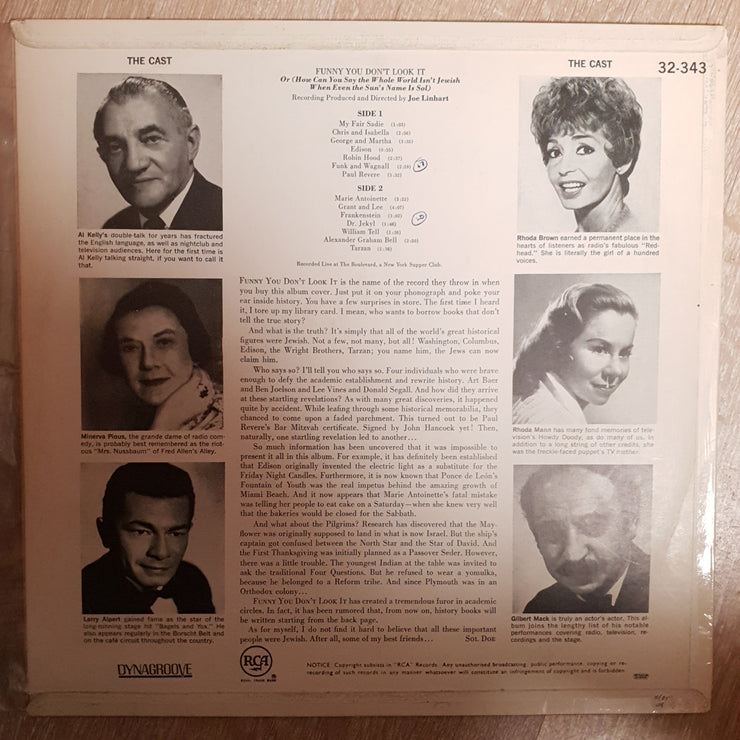 THE CAST
Al Kelly's double-talk for years has fractured
the English language, as well as nightclub and
television audiences. Here for the first time is
Al Kelly talking straight, if you want to call it
that.
Minerva Pious, the grande dame of radio com-
edy, is probably best remembered as the riot-
ous "Mrs. Nussbaum" of Fred Allen's Alley.
Larry Alpert gained fame as the star of the
long-running stage hit "Bagels and Yox." He
also appears regularly in the Borscht Belt and
on the café circuit throughout the country.
DYNAGROOVE
FUNNY YOU DON'T LOOK IT
Or (How Can You Say the Whole World Isn't Jewish
When Even the Sun's Name Is Sol)
Recording Produced and Directed by Joe Linhart
SIDE 1
My Fair Sadie
Chris and Isabella
George and Martha
Edison
Robin Hood (2:37)
Funk and Wagnall
Paul Revere
SIDE 2
Marie Antoinette
Grant and Lee
Frankenstein
Dr. Jekyl
William Tell
Alexander Graham Bell
Tarzan
Recorded Live at The Boulevard, a New York Supper Club.
FUNNY YOU DON'T LOOK IT is the name of the record they throw in when
you buy this album cover. Just put it on your phonograph and poke your
ear inside history. You have a few surprises in store. The first time I heard
it, I tore up my library card. I mean, who wants to borrow books that don't
tell the true story?
And what is the truth? It's simply that all of the world's great historical
figures were Jewish. Not a few, not many, but all! Washington, Columbus,
Edison, the Wright Brothers, Tarzan; you name him, the Jews can now
claim him.
Who says so? I'll tell you who says so. Four individuals who were brave
enough to defy the academic establishment and rewrite history. Art Baer
and Ben Joelson and Lee Vines and Donald Segall. And how did they arrive
at these startling revelations? As with many great discoveries, it happened
quite by accident. While leafing through some historical memorabilia, they
chanced to come upon a faded parchment. This turned out to be Paul
Revere's Bar Mitzvah certificate. Signed by John Hancock yet! Then,
naturally, one startling revelation led to another...
So much information has been uncovered that it was impossible to
present it all in this album. For example, it has definitely been established
that Edison originally invented the electric light as a substitute for the
Friday Night Candles. Furthermore, it is now known that Ponce de León's
Fountain of Youth was the real impetus behind the amazing growth of
Miami Beach. And it now appears that Marie Antoinette's fatal mistake
was telling her people to eat cake on a Saturday—when she knew very well
that the bakeries would be closed for the Sabbath.
And what about the Pilgrims? Research has discovered that the May-
flower was originally supposed to land in what is now Israel. But the ship's
captain got confused between the North Star and the Star of David. And
the First Thanksgiving was initially planned as a Passover Seder. However,
there was a little trouble. The youngest Indian at the table was invited to
ask the traditional Four Questions. But he refused to wear a yomulka,
because he belonged to a Reform tribe. And since Plymouth was in an
Orthodox colony...
FUNNY YOU DON'T LOOK IT has created a tremendous furor in academic
circles. In fact, it has been rumored that, from now on, history books will
be written starting from the back page.
As for myself, I do not find it hard to believe that all these important
people were Jewish. After all, some of my best friends... SOL DOE
RCA
NOTICE: Copyright subsists in "RCA" Records. Any unauthorised broadcasting, public performance, copying or re-
recording of such records in any manner whatsoever will constitute an infringement of copyright and is forbidden.
THE CAST
32-343
Rhoda Brown earned a permanent place in the
hearts of listeners as radio's fabulous "Red-
head." She is literally the girl of a hundred
voices.
Rhoda Mann has many fond memories of tele-
vision's Howdy Doody, as do many of us. In
addition to a long string of other credits, she
was the freckle-faced puppet's TV mother.
Gilbert Mack is truly an actor's actor. This al-
bum joins the lengthy list of his notable
performances covering radio, television, re-
cordings and the stage.